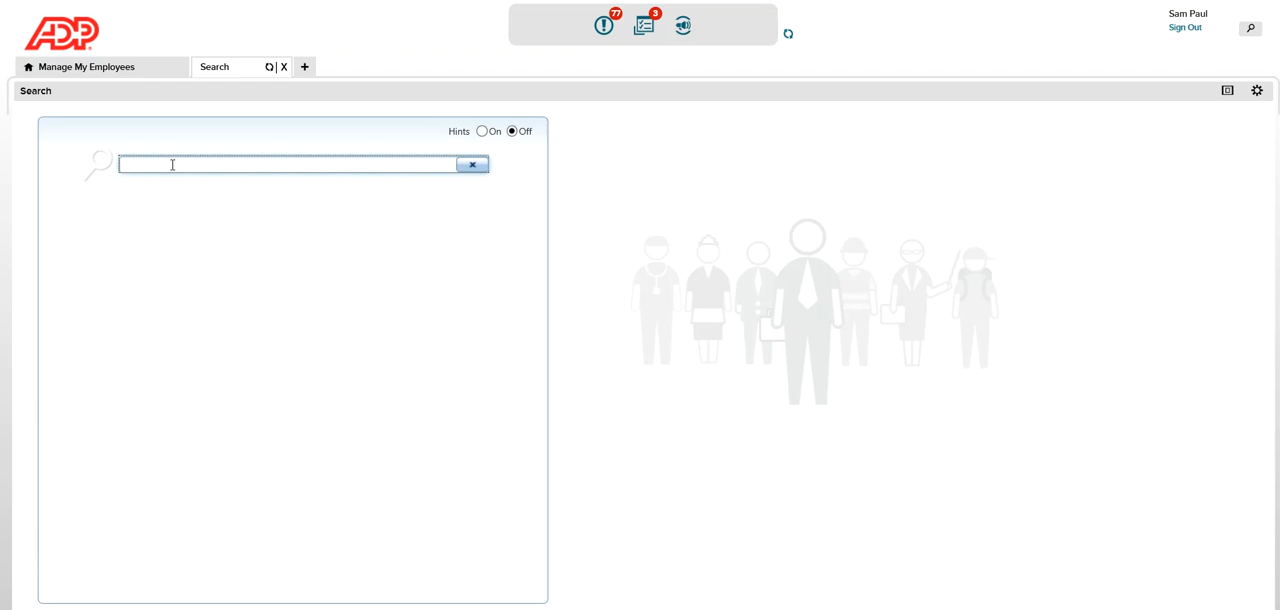 ADP
77
3
Sam Paul
Sign Out
Manage My Employees
Search
X
+
Search
Hints On Off
x